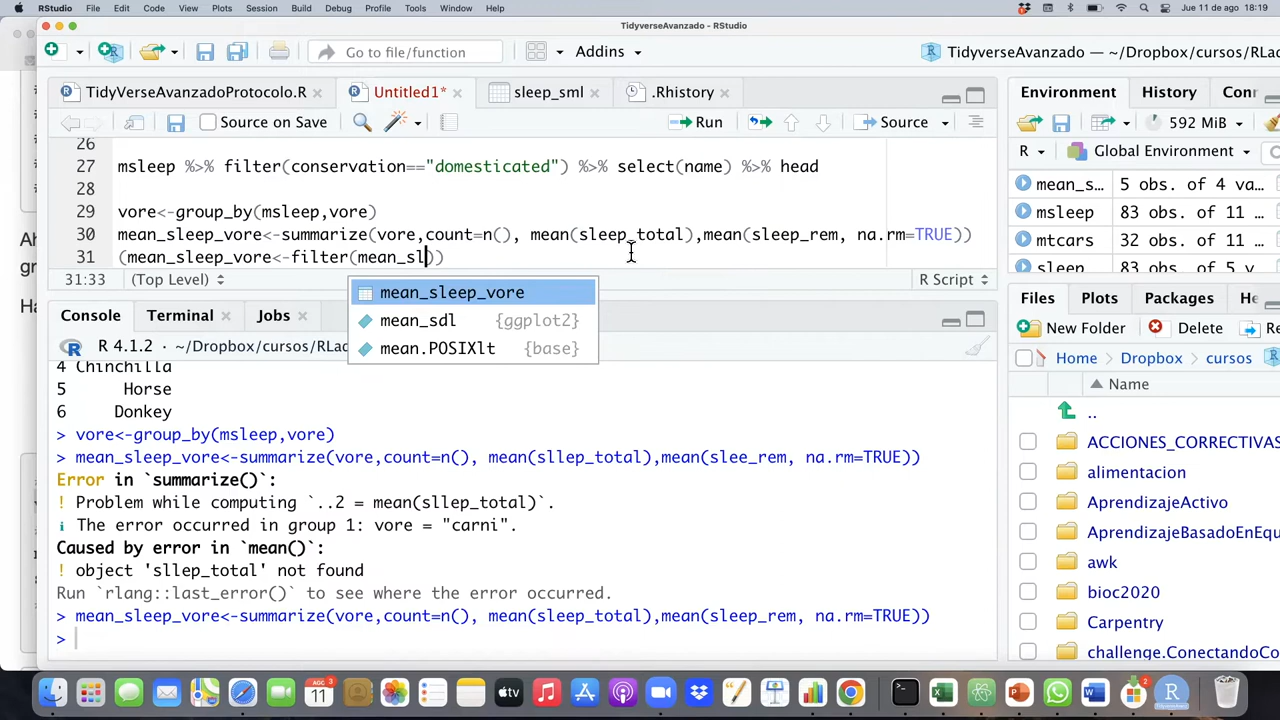 RStudio File Edit Code View Plots Session Build Debug Profile Tools Window Help Jue 11 de ago 18:19
TidyverseAvanzado - RStudio
Go to file/function Addins TidyverseAvanzado — ~/Dropbox/cursos/RLad
TidyVerseAvanzadoProtocolo.R Untitled1* sleep_sml .Rhistory
Source on Save Run Source
26
27 msleep %>% filter(conservation=="domesticated") %>% select(name) %>% head
28
29 vore<-group_by(msleep,vore)
30 mean_sleep_vore<-summarize(vore,count=n(), mean(sleep_total),mean(sleep_rem, na.rm=TRUE))
31 (mean_sleep_vore<-filter(mean_sl))
31:33 (Top Level) R Script
mean_sleep_vore
mean_sdl {ggplot2}
mean.POSIXlt {base}
Console Terminal Jobs
R 4.1.2 · ~/Dropbox/cursos/RLad
4 Chinchilla
5 Horse
6 Donkey
> vore<-group_by(msleep,vore)
> mean_sleep_vore<-summarize(vore,count=n(), mean(sllep_total),mean(slee_rem, na.rm=TRUE))
Error in `summarize()`:
! Problem while computing `..2 = mean(sllep_total)`.
i The error occurred in group 1: vore = "carni".
Caused by error in `mean()`:
! object 'sllep_total' not found
Run `rlang::last_error()` to see where the error occurred.
> mean_sleep_vore<-summarize(vore,count=n(), mean(sleep_total),mean(sleep_rem, na.rm=TRUE))
>
Environment History Conr
592 MiB
R Global Environment
mean_s… 5 obs. of 4 va…
msleep 83 obs. of 11
mtcars 32 obs. of 11
sleep
Files Plots Packages He
New Folder Delete Re
Home Dropbox cursos
Name
..
ACCIONES_CORRECTIVAS
alimentacion
AprendizajeActivo
AprendizajeBasadoEnEqu
awk
bioc2020
Carpentry
challenge.ConectandoCo